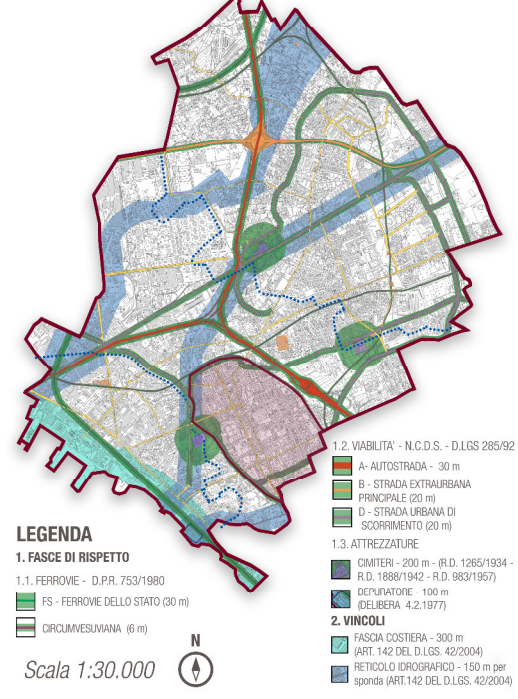 1.2. VIABILITA' - N.C.D.S. - D.LGS 285/92
A- AUTOSTRADA - 30 m
B - STRADA EXTRAURBANA
PRINCIPALE (20 m)
D - STRADA URBANA DI
SCORRIMENTO (20 m)
1.3. ATTREZZATURE
CIMITERI - 200 m - (R.D. 1265/1934 -
R.D. 1888/1942 - R.D. 983/1957)
DEPURATORE - 100 m
(DELIBERA 4.2.1977)
2. VINCOLI
FASCIA COSTIERA - 300 m
(ART. 142 DEL D.LGS. 42/2004)
RETICOLO IDROGRAFICO - 150 m per
sponda (ART.142 DEL D.LGS. 42/2004)
LEGENDA
1. FASCE DI RISPETTO
1.1. FERROVIE - D.P.R. 753/1980
FS - FERROVIE DELLO STATO (30 m)
CIRCUMVESUVIANA (6 m)
Scala 1:30.000
N